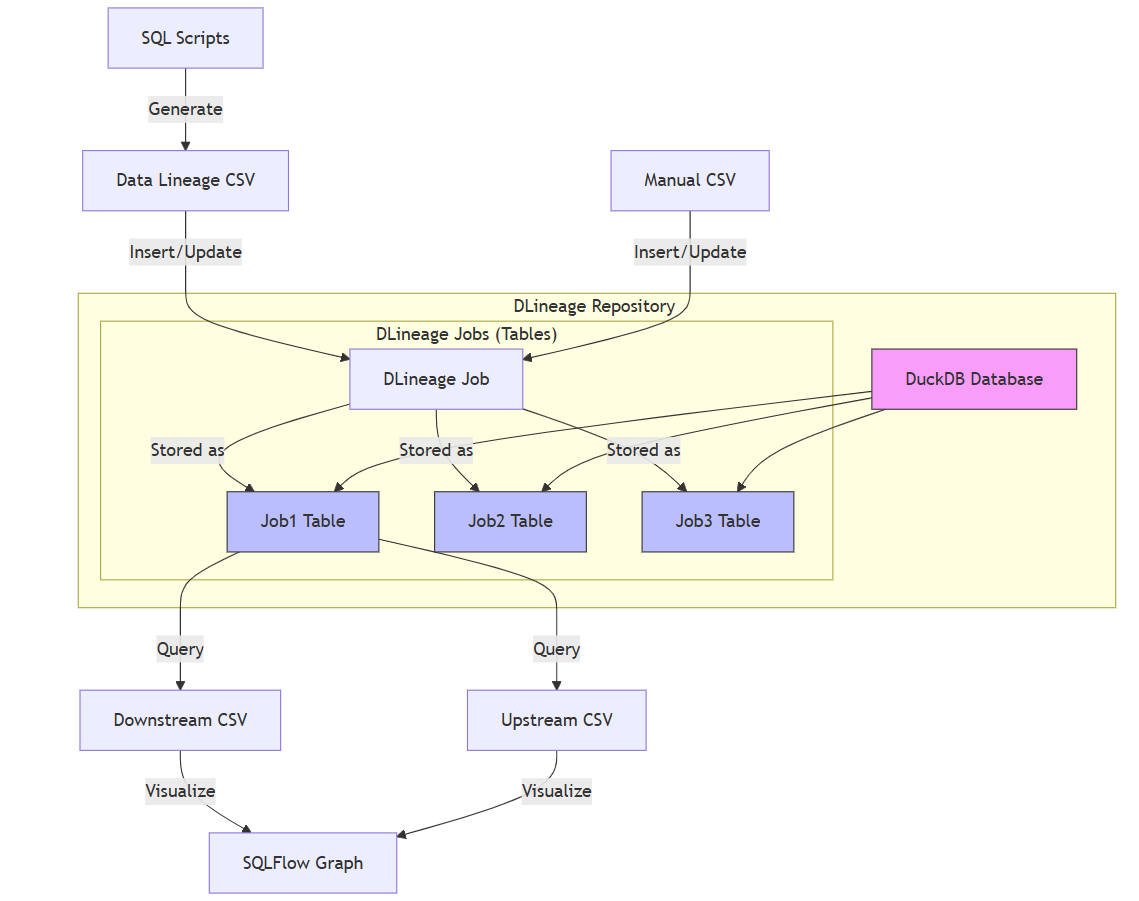 SQL Scripts
Generate
Data Lineage CSV
Manual CSV
Insert/Update
Insert/Update
DLineage Repository
DLineage Jobs (Tables)
DLineage Job
DuckDB Database
Stored as
Stored as
Stored as
Job1 Table
Job2 Table
Job3 Table
Query
Query
Downstream CSV
Upstream CSV
Visualize
Visualize
SQLFlow Graph